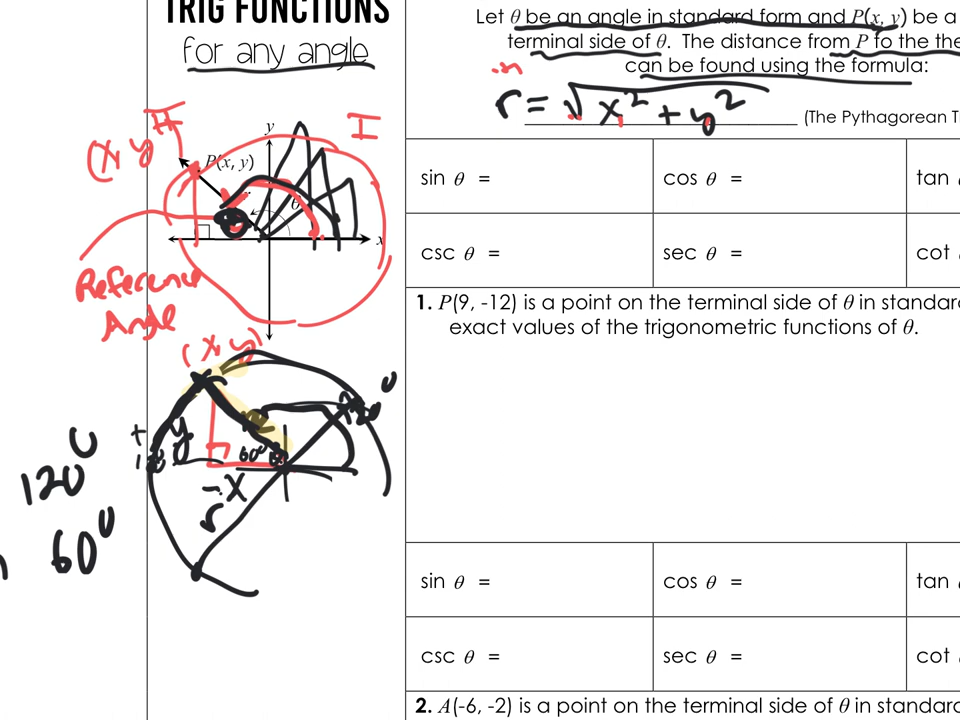 TRIG FUNCTIONS
for any angle
Let θ be an angle in standard form and P(x, y) be a
terminal side of θ. The distance from P to the the
can be found using the formula:
r = √x² + y²
(The Pythagorean T
II
I
(x, y)
P(x, y)
y
r
θ
x
Reference
Angle
(x, y)
+
y
60°
-x
r
120°
60°
sin θ =
cos θ =
tan
csc θ =
sec θ =
cot
1. P(9, -12) is a point on the terminal side of θ in standard
exact values of the trigonometric functions of θ.
sin θ =
cos θ =
tan
csc θ =
sec θ =
cot
2. A(-6, -2) is a point on the terminal side of θ in standard